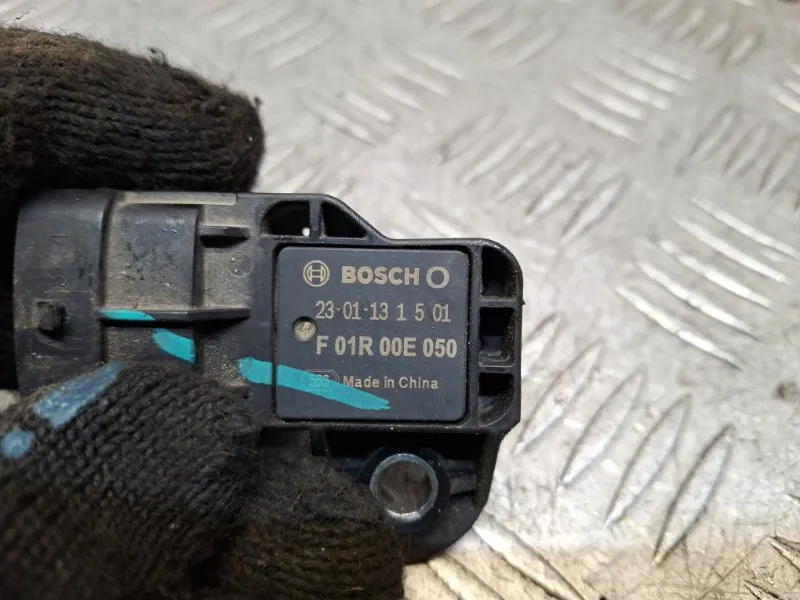 BOSCH
23-01-13 1 5 01
F 01R 00E 050
Made in China